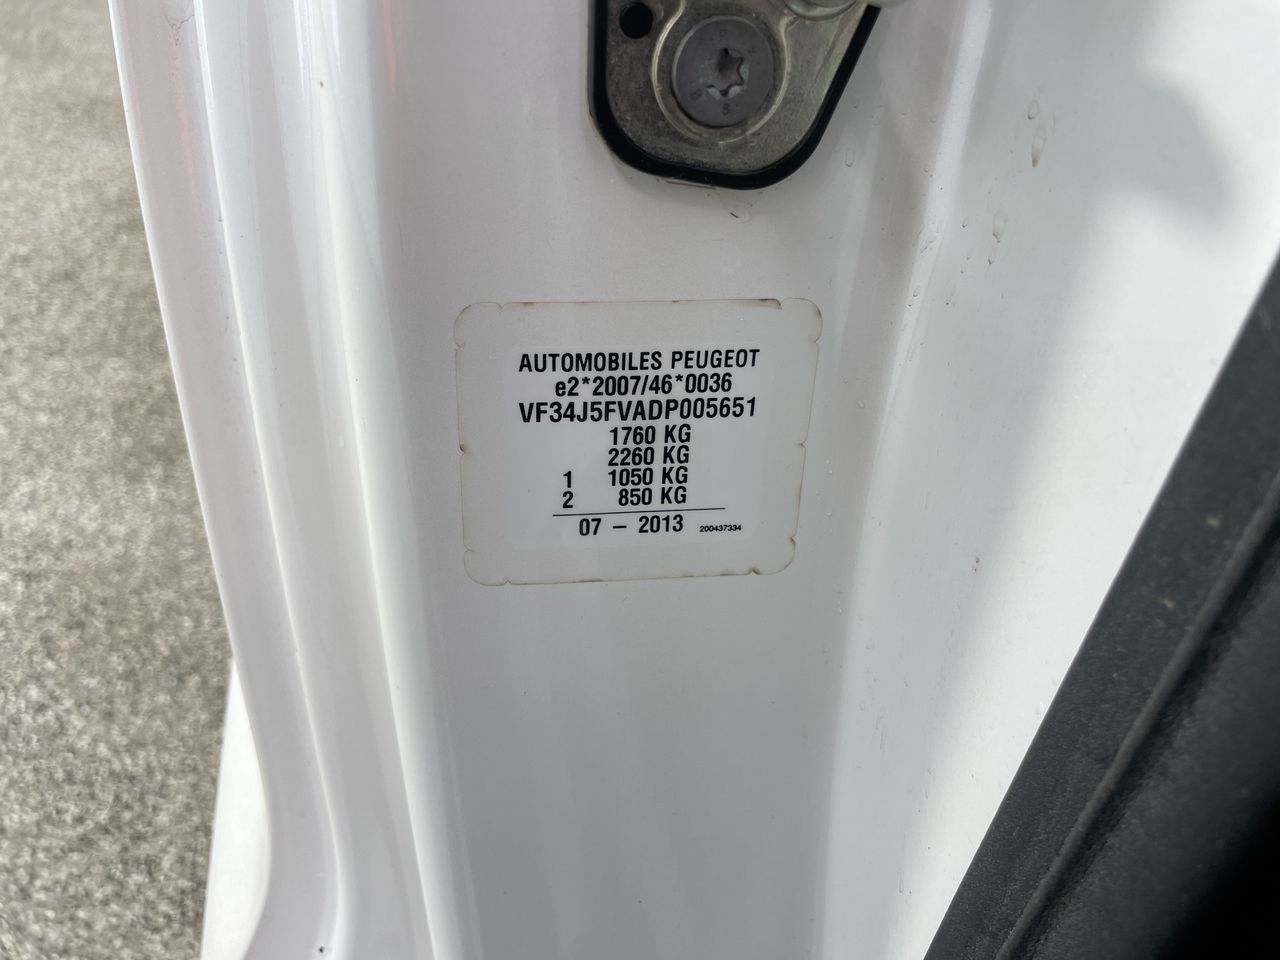 AUTOMOBILES PEUGEOT
e2*2007/46*0036
VF34J5FVADP005651
1760 KG
2260 KG
1 1050 KG
2 850 KG
07 – 2013 200437334